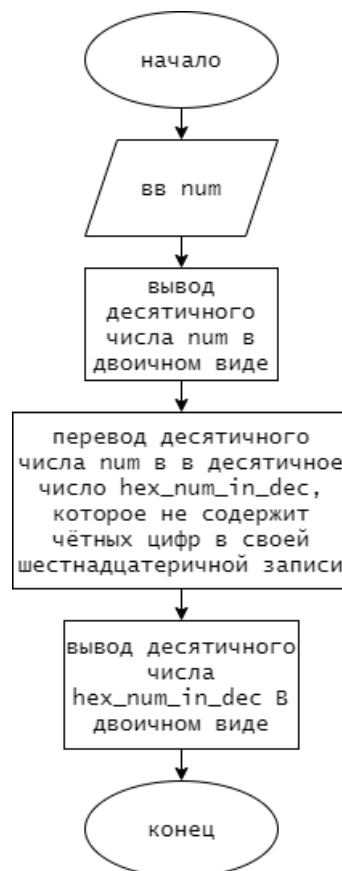 начало
вв num
вывод
десятичного
числа num в
двоичном виде
перевод десятичного
числа num в в десятичное
число hex_num_in_dec,
которое не содержит
чётных цифр в своей
шестнадцатеричной записи
вывод десятичного
числа
hex_num_in_dec В
двоичном виде
конец